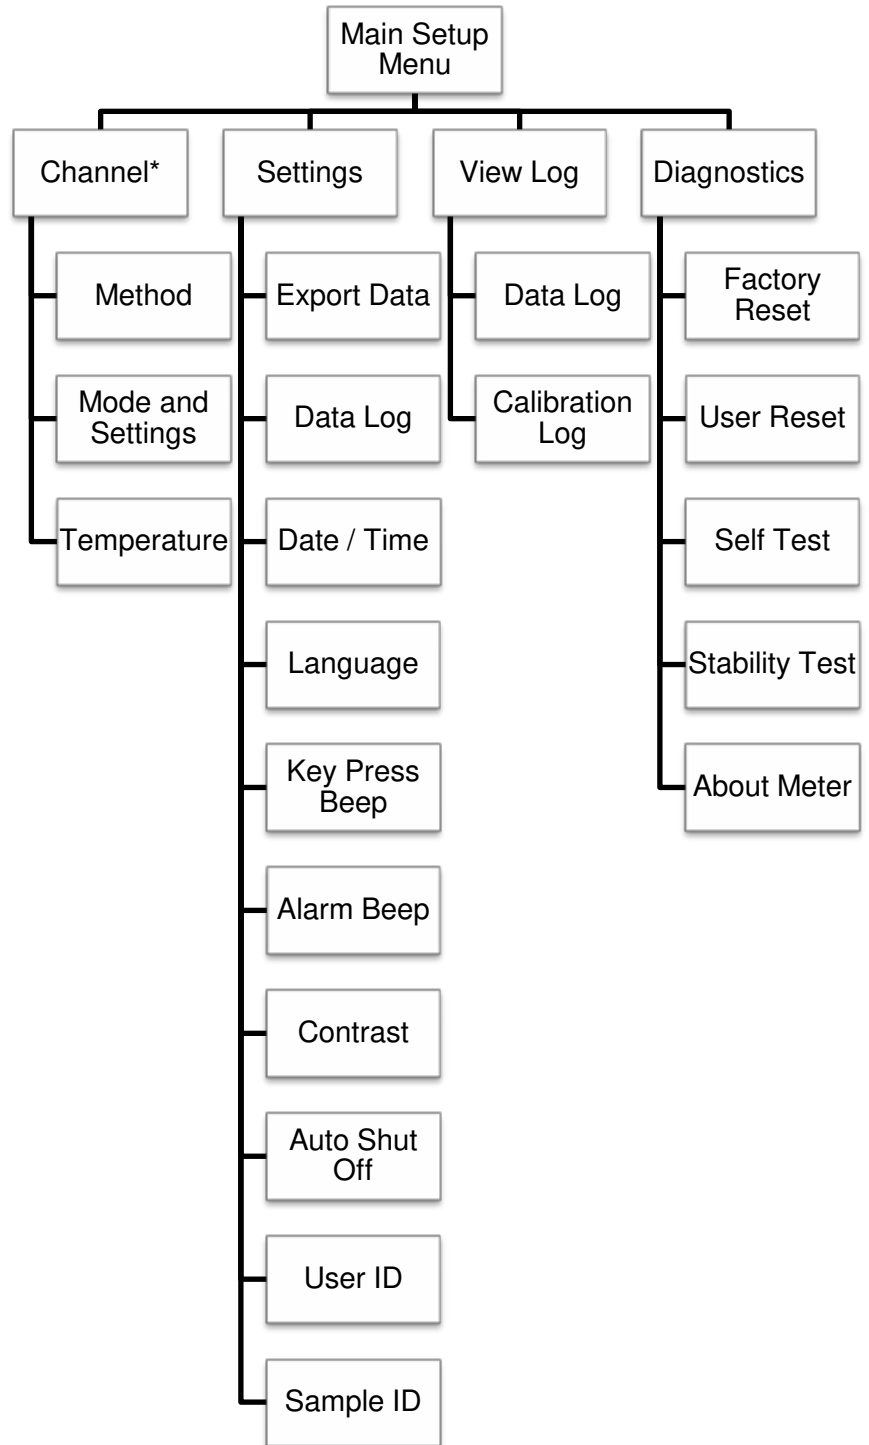 Main Setup
Menu
Channel*
Settings
View Log
Diagnostics
Method
Mode and
Settings
Temperature
Export Data
Data Log
Date / Time
Language
Key Press
Beep
Alarm Beep
Contrast
Auto Shut
Off
User ID
Sample ID
Data Log
Calibration
Log
Factory
Reset
User Reset
Self Test
Stability Test
About Meter